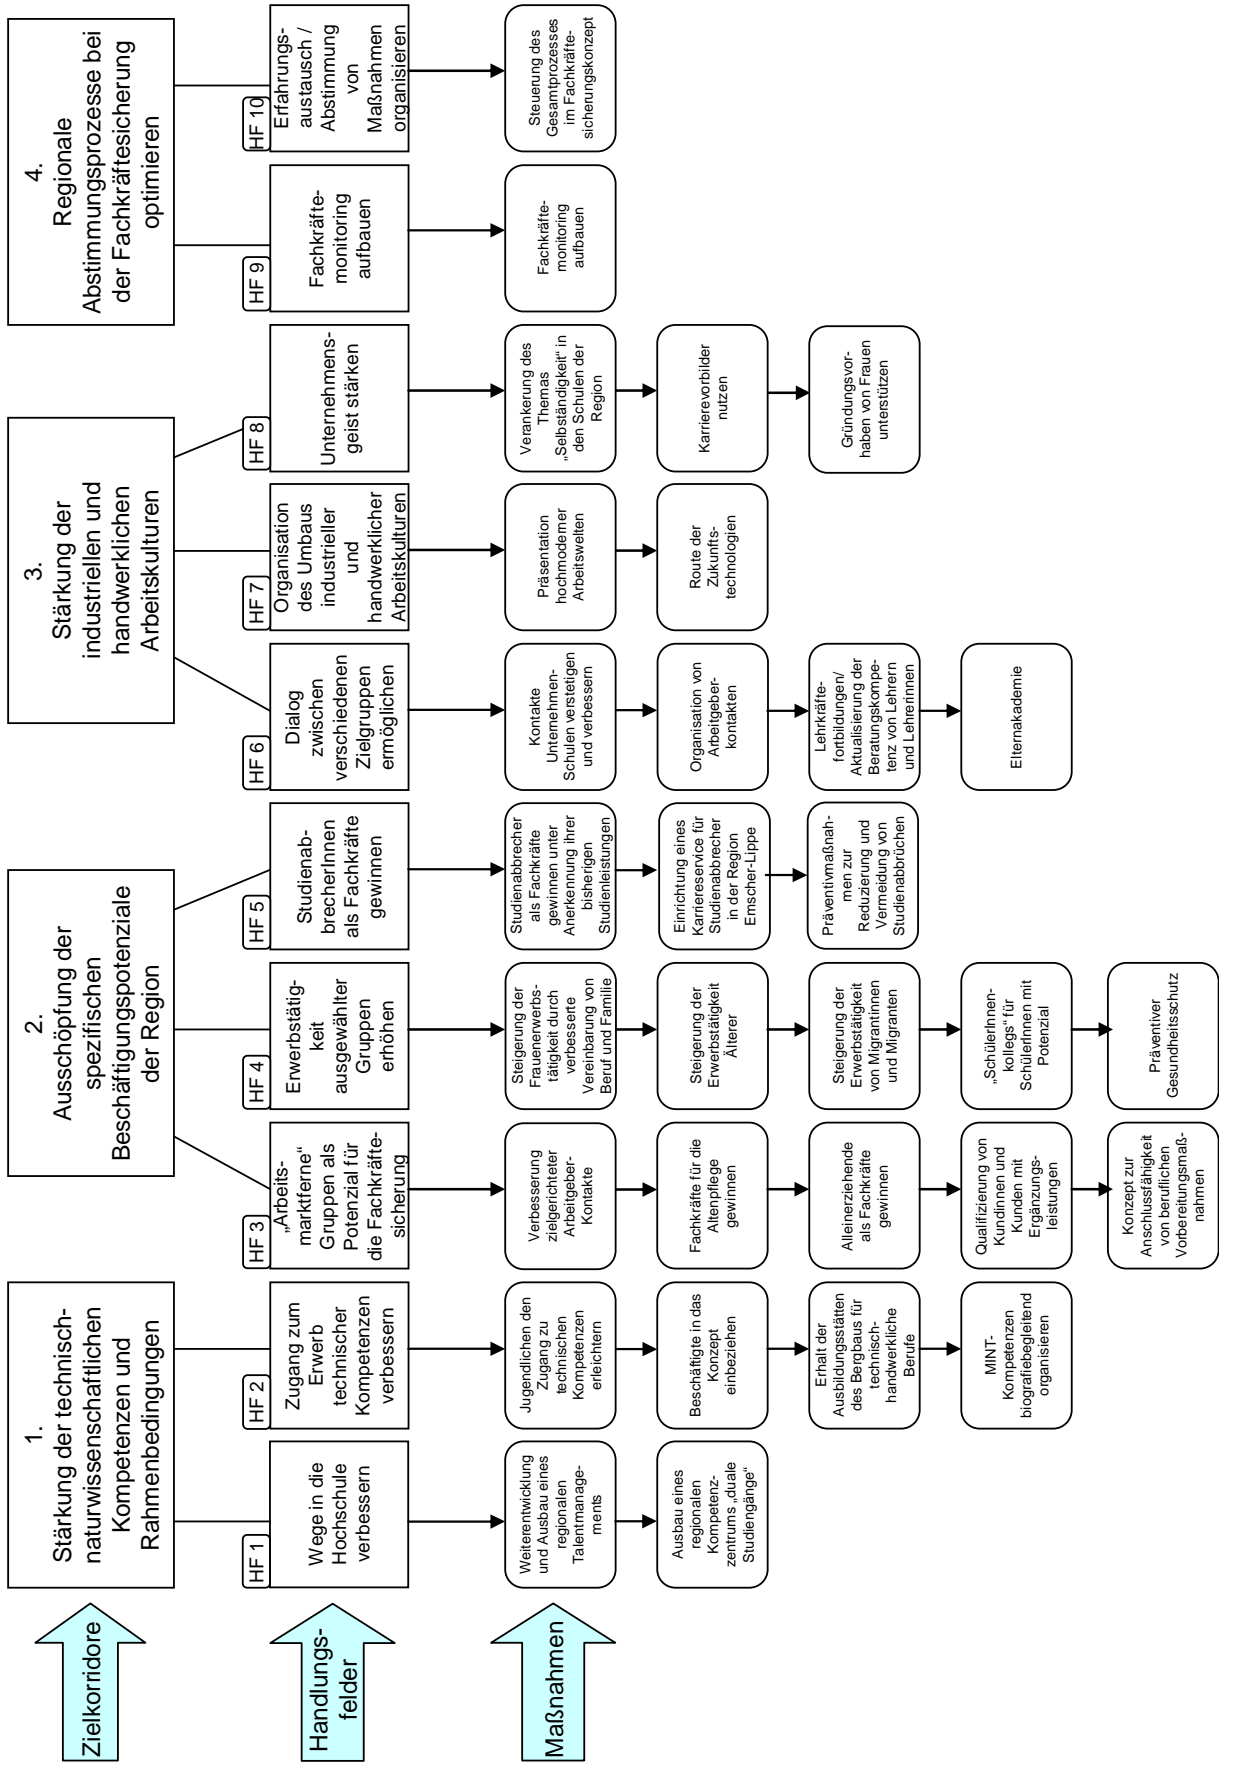 Zielkorridore
1.
Stärkung der technisch-
naturwissenschaftlichen
Kompetenzen und
Rahmenbedingungen
2.
Ausschöpfung der
spezifischen
Beschäftigungspotenziale
der Region
3.
Stärkung der
industriellen und
handwerklichen
Arbeitskulturen
4.
Regionale
Abstimmungsprozesse bei
der Fachkräftesicherung
optimieren
Handlungs-
felder
HF 1
Wege in die
Hochschule
verbessern
HF 2
Zugang zum
Erwerb
technischer
Kompetenzen
verbessern
HF 3
„Arbeits-
marktferne“
Gruppen als
Potenzial für
die Fachkräfte-
sicherung
HF 4
Erwerbstätig-
keit
ausgewählter
Gruppen
erhöhen
HF 5
Studienab-
brecherInnen
als Fachkräfte
gewinnen
HF 6
Dialog
zwischen
verschiedenen
Zielgruppen
ermöglichen
HF 7
Organisation
des Umbaus
industrieller
und
handwerklicher
Arbeitskulturen
HF 8
Unternehmens-
geist stärken
HF 9
Fachkräfte-
monitoring
aufbauen
HF 10
Erfahrungs-
austausch /
Abstimmung
von
Maßnahmen
organisieren
Maßnahmen
Weiterentwicklung
und Ausbau eines
regionalen
Talentmanage-
ments
Jugendlichen den
Zugang zu
technischen
Kompetenzen
erleichtern
Verbesserung
zielgerichteter
Arbeitgeber-
Kontakte
Steigerung der
Frauenerwerbs-
tätigkeit durch
verbesserte
Vereinbarung von
Beruf und Familie
Studienabbrecher
als Fachkräfte
gewinnen unter
Anerkennung ihrer
bisherigen
Studienleistungen
Kontakte
Unternehmen-
Schulen verstetigen
und verbessern
Präsentation
hochmoderner
Arbeitswelten
Verankerung des
Themas
„Selbständigkeit“ in
den Schulen der
Region
Fachkräfte-
monitoring
aufbauen
Steuerung des
Gesamtprozesses
im Fachkräfte-
sicherungskonzept
Ausbau eines
regionalen
Kompetenz-
zentrums „duale
Studiengänge“
Beschäftigte in das
Konzept
einbeziehen
Fachkräfte für die
Altenpflege
gewinnen
Steigerung der
Erwerbstätigkeit
Älterer
Einrichtung eines
Karriereservice für
Studienabbrecher
in der Region
Emscher-Lippe
Organisation von
Arbeitgeber-
kontakten
Route der
Zukunfts-
technologien
Karrierevorbilder
nutzen
Erhalt der
Ausbildungsstätten
des Bergbaus für
technisch-
handwerkliche
Berufe
Alleinerziehende
als Fachkräfte
gewinnen
Steigerung der
Erwerbstätigkeit
von Migrantinnen
und Migranten
Präventivmaßnah-
men zur
Reduzierung und
Vermeidung von
Studienabbrüchen
Lehrkräfte-
fortbildungen/
Aktualisierung der
Beratungskompe-
tenz von Lehrern
und Lehrerinnen
Gründungsvor-
haben von Frauen
unterstützen
MINT-
Kompetenzen
biografiebegleitend
organisieren
Qualifizierung von
Kundinnen und
Kunden mit
Ergänzungs-
leistungen
„SchülerInnen-
kollegs“ für
SchülerInnen mit
Potenzial
Elternakademie
Konzept zur
Anschlussfähigkeit
von beruflichen
Vorbereitungsmaß-
nahmen
Präventiver
Gesundheitsschutz